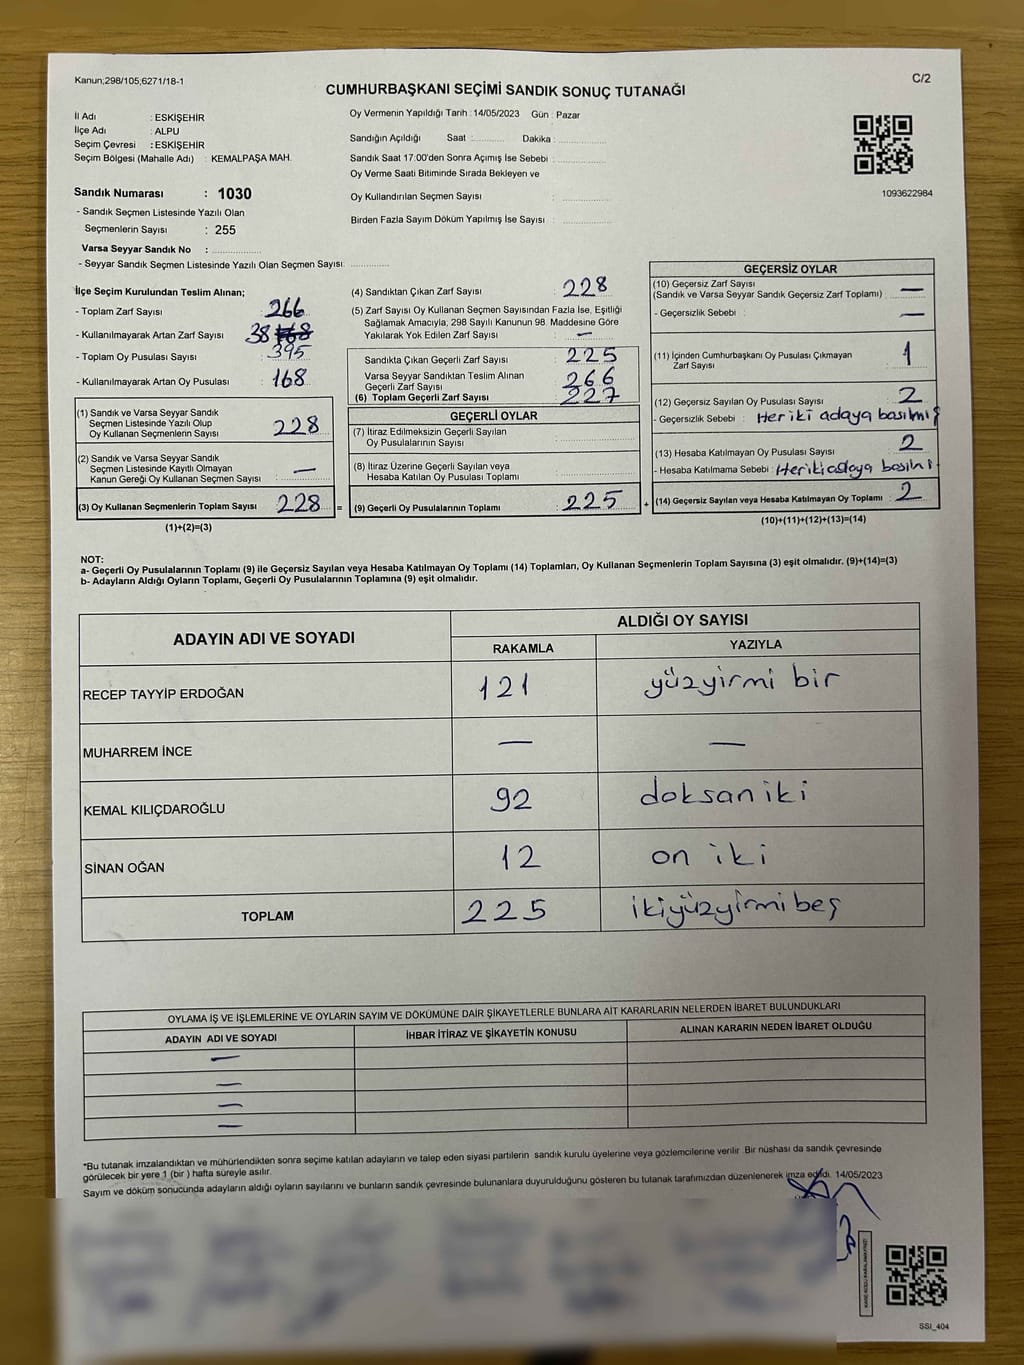 Kanun;298/105,6271/18-1
C/2
CUMHURBAŞKANI SEÇİMİ SANDIK SONUÇ TUTANAĞI
İl Adı : ESKİŞEHİR
İlçe Adı : ALPU
Seçim Çevresi : ESKİŞEHİR
Seçim Bölgesi (Mahalle Adı) : KEMALPAŞA MAH.
Sandık Numarası : 1030
- Sandık Seçmen Listesinde Yazılı Olan
Seçmenlerin Sayısı : 255
Varsa Seyyar Sandık No :
- Seyyar Sandık Seçmen Listesinde Yazılı Olan Seçmen Sayısı:
Oy Vermenin Yapıldığı Tarih : 14/05/2023 Gün : Pazar
Sandığın Açıldığı Saat : Dakika :
Sandık Saat 17:00'den Sonra Açımış İse Sebebi :
Oy Verme Saati Bitiminde Sırada Bekleyen ve
Oy Kullandırılan Seçmen Sayısı :
Birden Fazla Sayım Döküm Yapılmış İse Sayısı :
1093622984
İlçe Seçim Kurulundan Teslim Alınan;
- Toplam Zarf Sayısı : 266
- Kullanılmayarak Artan Zarf Sayısı : 38
- Toplam Oy Pusulası Sayısı : 395
- Kullanılmayarak Artan Oy Pusulası : 168
(1) Sandık ve Varsa Seyyar Sandık
Seçmen Listesinde Yazılı Olup
Oy Kullanan Seçmenlerin Sayısı : 228
(2) Sandık ve Varsa Seyyar Sandık
Seçmen Listesinde Kayıtlı Olmayan
Kanun Gereği Oy Kullanan Seçmen Sayısı : —
(3) Oy Kullanan Seçmenlerin Toplam Sayısı : 228 =
(1)+(2)=(3)
(4) Sandıktan Çıkan Zarf Sayısı : 228
(5) Zarf Sayısı Oy Kullanan Seçmen Sayısından Fazla İse, Eşitliği
Sağlamak Amacıyla, 298 Sayılı Kanunun 98. Maddesine Göre
Yakılarak Yok Edilen Zarf Sayısı : —
Sandıkta Çıkan Geçerli Zarf Sayısı : 225
Varsa Seyyar Sandıktan Teslim Alınan
Geçerli Zarf Sayısı : 266
(6) Toplam Geçerli Zarf Sayısı : 227
GEÇERLİ OYLAR
(7) İtiraz Edilmeksizin Geçerli Sayılan
Oy Pusulalarının Sayısı :
(8) İtiraz Üzerine Geçerli Sayılan veya
Hesaba Katılan Oy Pusulası Toplamı :
(9) Geçerli Oy Pusulalarının Toplamı : 225 +
GEÇERSİZ OYLAR
(10) Geçersiz Zarf Sayısı
(Sandık ve Varsa Seyyar Sandık Geçersiz Zarf Toplamı) : —
- Geçersizlik Sebebi : —
(11) İçinden Cumhurbaşkanı Oy Pusulası Çıkmayan
Zarf Sayısı : 1
(12) Geçersiz Sayılan Oy Pusulası Sayısı : 2
- Geçersizlik Sebebi : Her iki adaya basılmış
(13) Hesaba Katılmayan Oy Pusulası Sayısı : 2
- Hesaba Katılmama Sebebi :
(14) Geçersiz Sayılan veya Hesaba Katılmayan Oy Toplamı : 2
(10)+(11)+(12)+(13)=(14)
NOT:
a- Geçerli Oy Pusulalarının Toplamı (9) ile Geçersiz Sayılan veya Hesaba Katılmayan Oy Toplamı (14) Toplamları, Oy Kullanan Seçmenlerin Toplam Sayısına (3) eşit olmalıdır. (9)+(14)=(3)
b- Adayların Aldığı Oyların Toplamı, Geçerli Oy Pusulalarının Toplamına (9) eşit olmalıdır.
ADAYIN ADI VE SOYADI
ALDIĞI OY SAYISI
RAKAMLA YAZIYLA
RECEP TAYYİP ERDOĞAN 121 yüzyirmi bir
MUHARREM İNCE — —
KEMAL KILIÇDAROĞLU 92 doksan iki
SİNAN OĞAN 12 on iki
TOPLAM 225 ikiyüzyirmibeş
OYLAMA İŞ VE İŞLEMLERİNE VE OYLARIN SAYIM VE DÖKÜMÜNE DAİR ŞİKAYETLERLE BUNLARA AİT KARARLARIN NELERDEN İBARET BULUNDUKLARI
ADAYIN ADI VE SOYADI İHBAR İTİRAZ VE ŞİKAYETİN KONUSU ALINAN KARARIN NEDEN İBARET OLDUĞU
—
—
—
—
*Bu tutanak imzalandıktan ve mühürlendikten sonra seçime katılan adayların ve talep eden siyasi partilerin sandık kurulu üyelerine veya gözlemcilerine verilir. Bir nüshası da sandık çevresinde
görülecek bir yere 1 (bir ) hafta süreyle asılır.
Sayım ve döküm sonucunda adayların aldığı oyların sayılarını ve bunların sandık çevresinde bulunanlara duyurulduğunu gösteren bu tutanak tarafımızdan düzenlenerek imza edildi. 14/05/2023
KARE KODU KARALAMAYINIZ!
SSİ_404